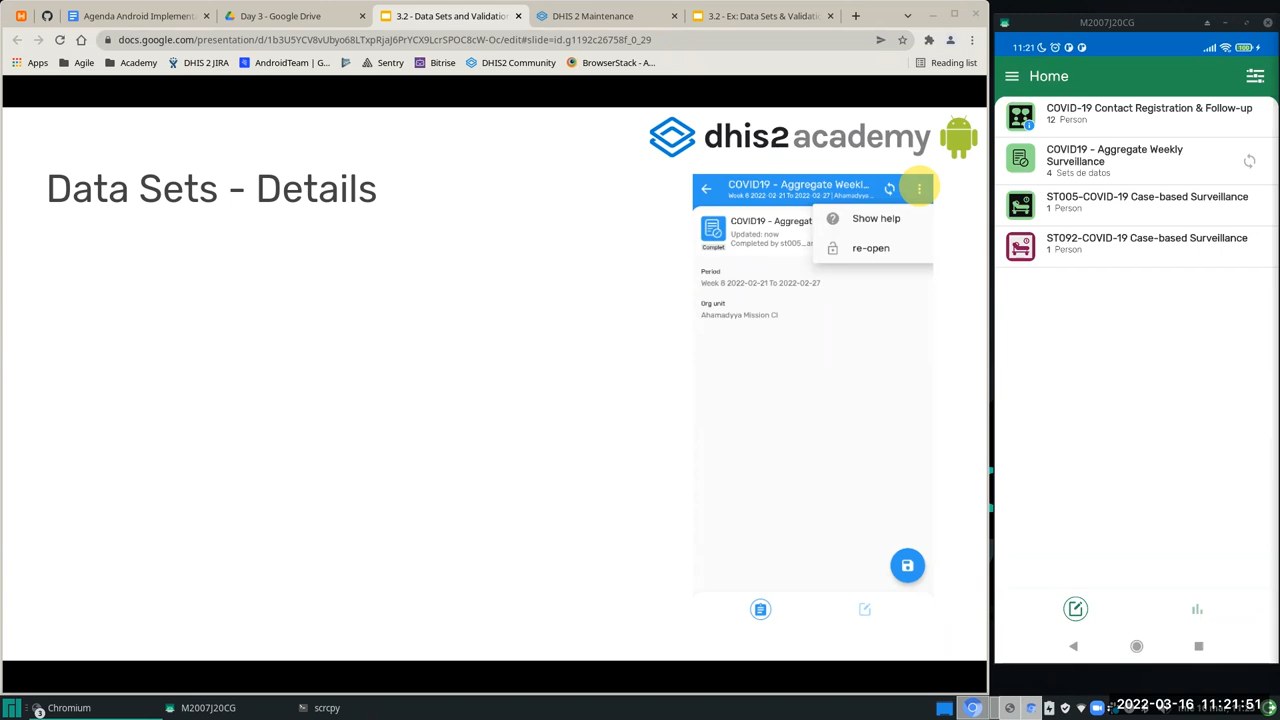 Agenda Android Implement
Day 3 - Google Drive
3.2 - Data Sets and Validatio
DHIS 2 Maintenance
3.2 - Ex: Data Sets & Validati
M2007J20CG
docs.google.com/presentation/d/1b3U5YCV8vUbyo68LTxpRjaJ6PrYCX9LcrSPOC8cW-Oc/edit#slide=id.g1192c26758f_0_29
Apps
Agile
Academy
DHIS 2 JIRA
AndroidTeam | G...
Sentry
Bitrise
DHIS2 Community
BrowserStack - A...
Reading list
11:21
100
Home
dhis2academy
Data Sets - Details
COVID19 - Aggregate Weekl...
Week 8 2022-02-21 To 2022-02-27 | Ahamadyya ...
Show help
re-open
COVID19 - Aggregat
Updated: now
Completed by st005...
Complet
Period
Week 8 2022-02-21 To 2022-02-27
Org unit
Ahamadyya Mission Cl
COVID-19 Contact Registration & Follow-up
12 Person
COVID19 - Aggregate Weekly
Surveillance
4 Sets de datos
ST005-COVID-19 Case-based Surveillance
1 Person
ST092-COVID-19 Case-based Surveillance
1 Person
3
Chromium
M2007J20CG
scrcpy
2022-03-16 11:21:51